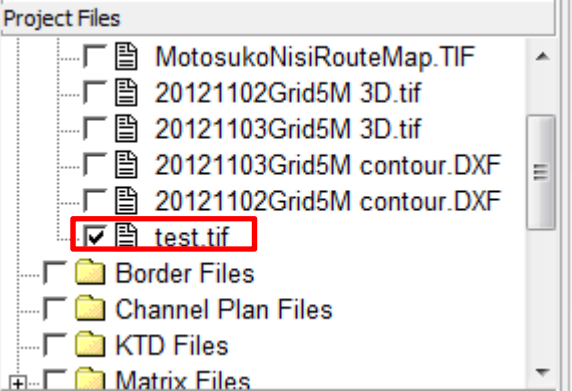 Project Files
MotosukoNisiRouteMap.TIF
20121102Grid5M 3D.tif
20121103Grid5M 3D.tif
20121103Grid5M contour.DXF
20121102Grid5M contour.DXF
test.tif
Border Files
Channel Plan Files
KTD Files
Matrix Files